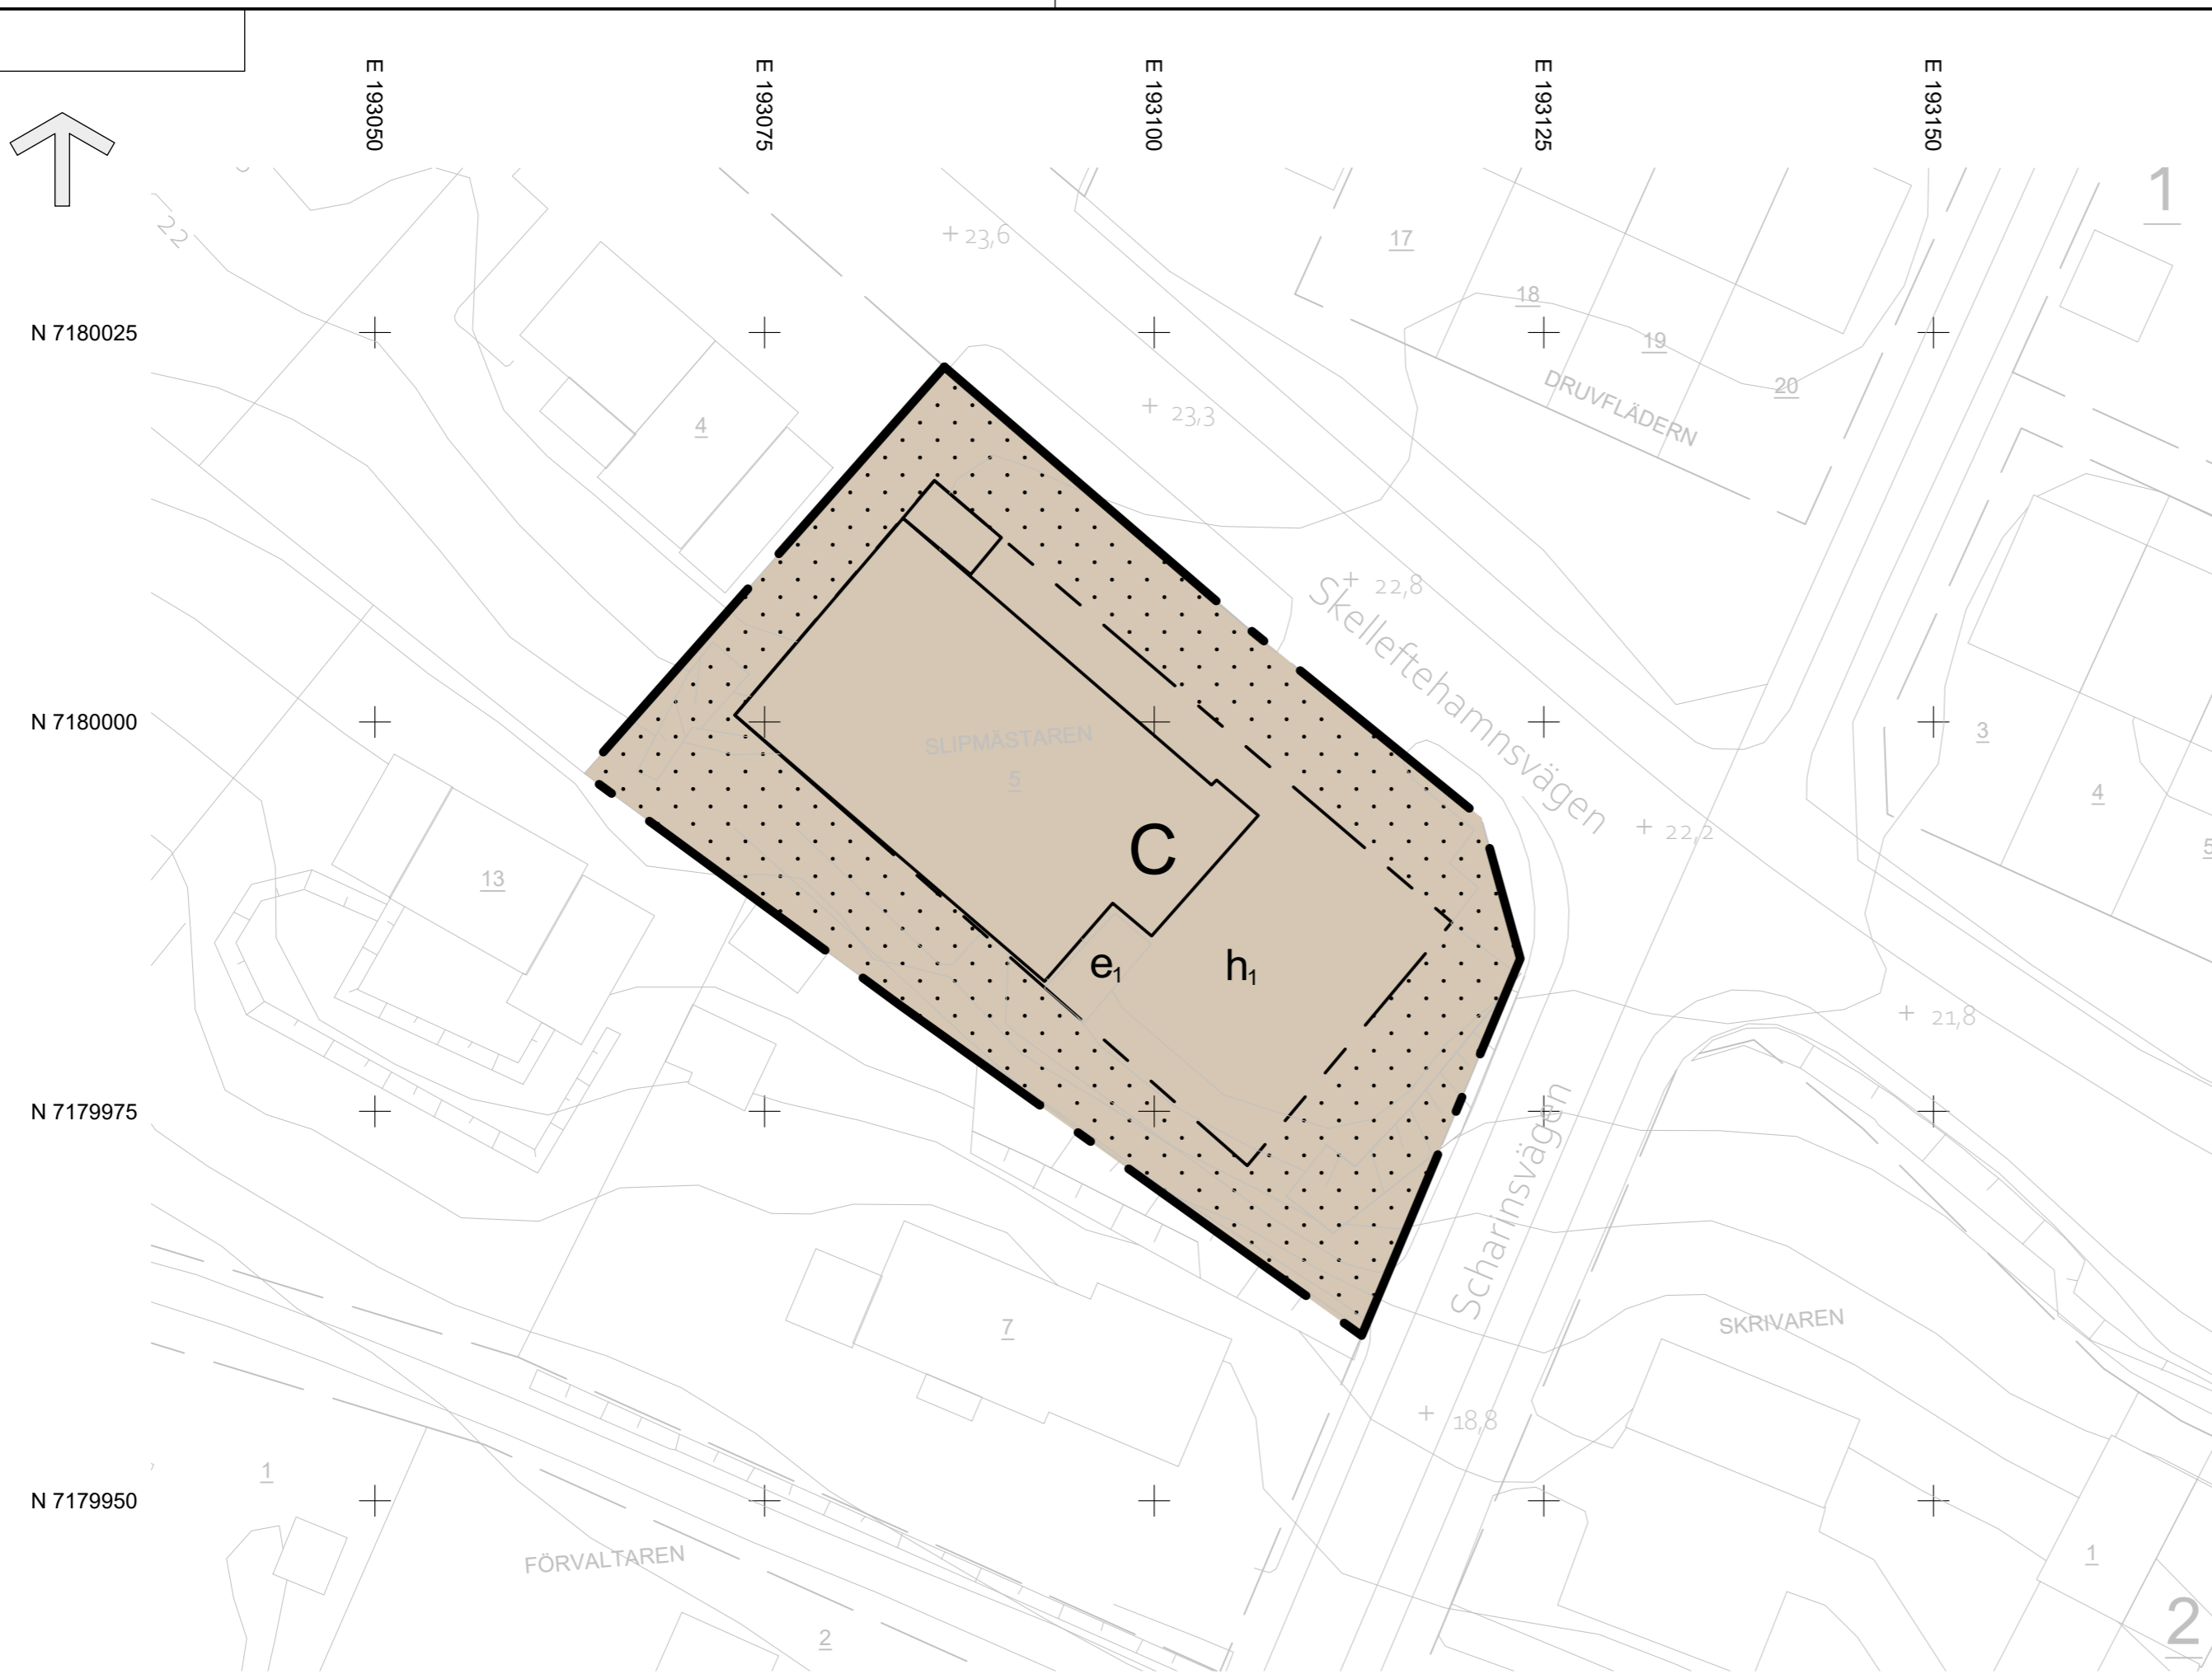 E 193050
E 193075
E 193100
E 193125
E 193150
1
22
+ 23,6
17
18
19
20
N 7180025
DRUVFLÄDERN
4
+ 23,3
+ 22,8
Skelleftehamnsvägen
N 7180000
SLIPMÄSTAREN
5
3
4
5
C
+ 22,2
13
e1
h1
+ 21,8
N 7179975
Scharinsvägen
7
SKRIVAREN
+ 18,8
1
N 7179950
FÖRVALTAREN
1
2
2